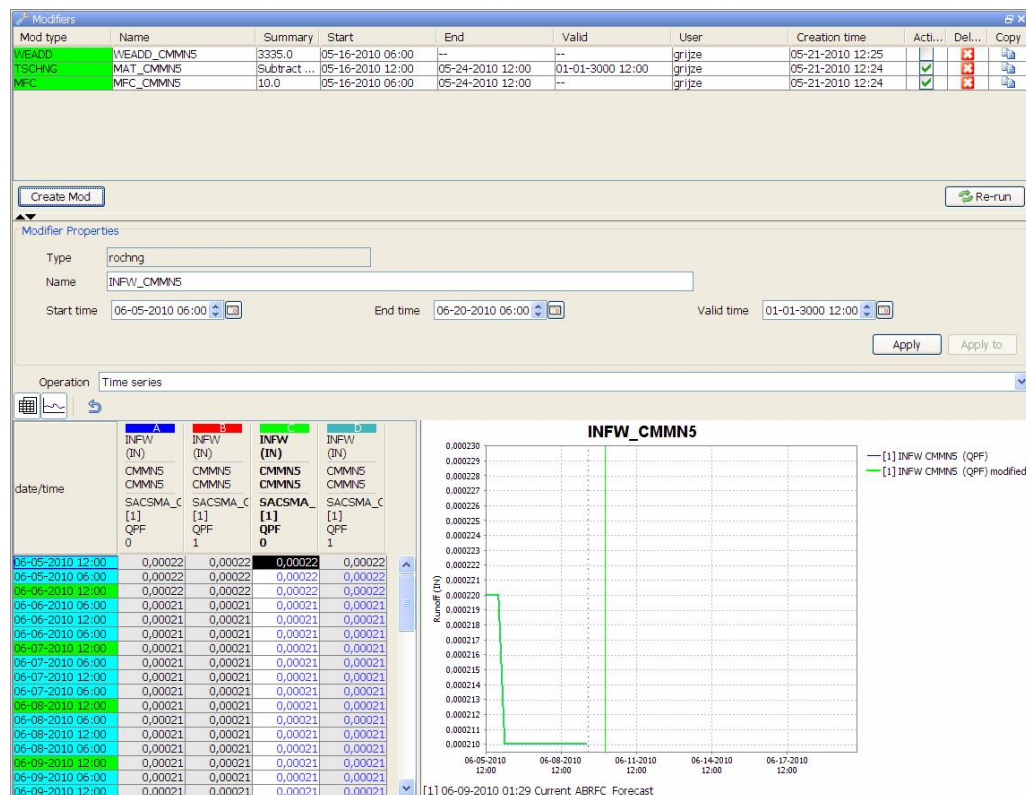 Modifiers
Mod type Name Summary Start End Valid User Creation time Acti... Del... Copy
WEADD WEADD_CMMN5 3335.0 05-16-2010 06:00 -- -- grijze 05-21-2010 12:25
TSCHNG MAT_CMMN5 Subtract ... 05-16-2010 12:00 05-24-2010 12:00 01-01-3000 12:00 grijze 05-21-2010 12:24
MFC MFC_CMMN5 10.0 05-16-2010 06:00 05-24-2010 12:00 -- grijze 05-21-2010 12:24
Create Mod Re-run
Modifier Properties
Type rochng
Name INFW_CMMN5
Start time 06-05-2010 06:00 End time 06-20-2010 06:00 Valid time 01-01-3000 12:00
Apply Apply to
Operation Time series
A B C D
INFW INFW INFW INFW
(IN) (IN) (IN) (IN)
CMMN5 CMMN5 CMMN5 CMMN5
CMMN5 CMMN5 CMMN5 CMMN5
date/time
SACSMA_C SACSMA_C SACSMA_ SACSMA_C
[1] [1] [1] [1]
QPF QPF QPF QPF
0 1 0 1
06-05-2010 12:00 0,00022 0,00022 0,00022 0,00022
06-05-2010 06:00 0,00022 0,00022 0,00022 0,00022
06-06-2010 12:00 0,00022 0,00022 0,00022 0,00022
06-06-2010 06:00 0,00021 0,00021 0,00021 0,00021
06-06-2010 12:00 0,00021 0,00021 0,00021 0,00021
06-06-2010 06:00 0,00021 0,00021 0,00021 0,00021
06-07-2010 12:00 0,00021 0,00021 0,00021 0,00021
06-07-2010 06:00 0,00021 0,00021 0,00021 0,00021
06-07-2010 12:00 0,00021 0,00021 0,00021 0,00021
06-07-2010 06:00 0,00021 0,00021 0,00021 0,00021
06-08-2010 12:00 0,00021 0,00021 0,00021 0,00021
06-08-2010 06:00 0,00021 0,00021 0,00021 0,00021
06-08-2010 12:00 0,00021 0,00021 0,00021 0,00021
06-08-2010 06:00 0,00021 0,00021 0,00021 0,00021
06-09-2010 12:00 0,00021 0,00021 0,00021 0,00021
06-09-2010 06:00 0,00021 0,00021 0,00021 0,00021
06-09-2010 12:00 0,00021 0,00021 0,00021 0,00021
INFW_CMMN5
Runoff (IN)
0,000230
0,000229
0,000228
0,000227
0,000226
0,000225
0,000224
0,000223
0,000222
0,000221
0,000220
0,000219
0,000218
0,000217
0,000216
0,000215
0,000214
0,000213
0,000212
0,000211
0,000210
06-05-2010 06-08-2010 06-11-2010 06-14-2010 06-17-2010
12:00 12:00 12:00 12:00 12:00
[1] INFW CMMN5 (QPF)
[1] INFW CMMN5 (QPF) modified
[1] 06-09-2010 01:29 Current ABRFC Forecast